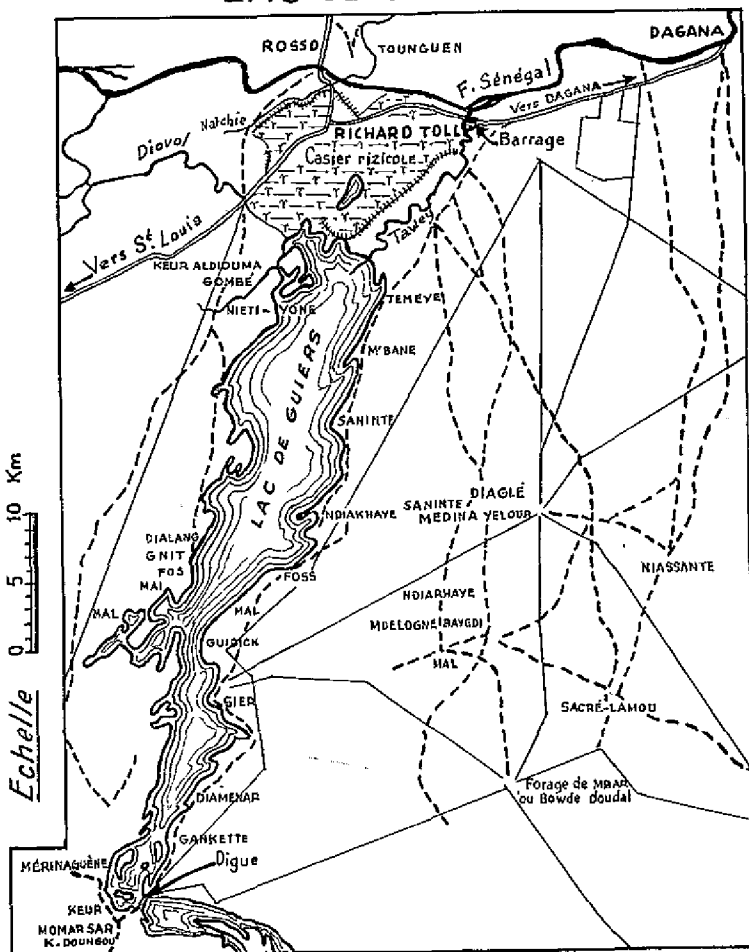 ROSSO
TOUNGUEN
DAGANA
F. Sénégal
Vers DAGANA
Natchie
RICHARD TOLL
Barrage
Diovol
Casier rizicole
Vers St. Louis
Tawey
KEUR ALDIOUMA
GOMBE
NIETI-YONE
TEMEYE
M'BANE
LAC DE GUIERS
SANINTE
DIAGLÉ
SANINTE
MEDINA YELOUR
NDIAKHAYE
DIALANG
GNIT
FOS
MAL
FOSS
NIASSANTE
NDIARHAYE
MAL
MAL
MDELOGNE BAYGDI
GUIDICK
MAL
GIER
SACRÉ-LAMOU
10 Km
5
0
Echelle
Forage de MBAR
ou Bowde doudal
DIAMENAR
GANKETTE
Digue
MÉRINAGUÈNE
KEUR
MOMAR SAR
K. DOUNGOU